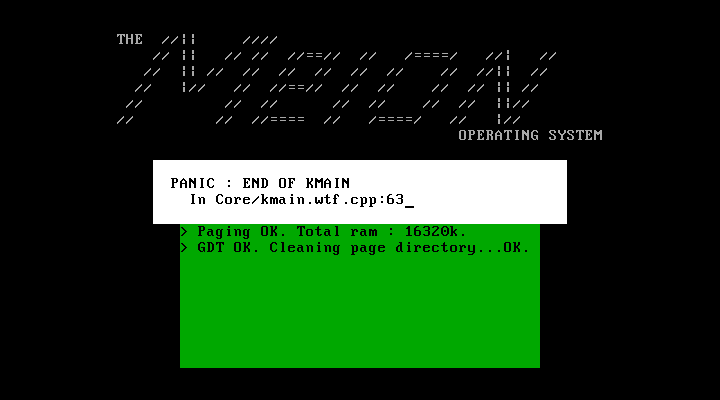 THE
MELON
OPERATING SYSTEM
PANIC : END OF KMAIN
In Core/kmain.wtf.cpp:63_
> Paging OK. Total ram : 16320k.
> GDT OK. Cleaning page directory...OK.